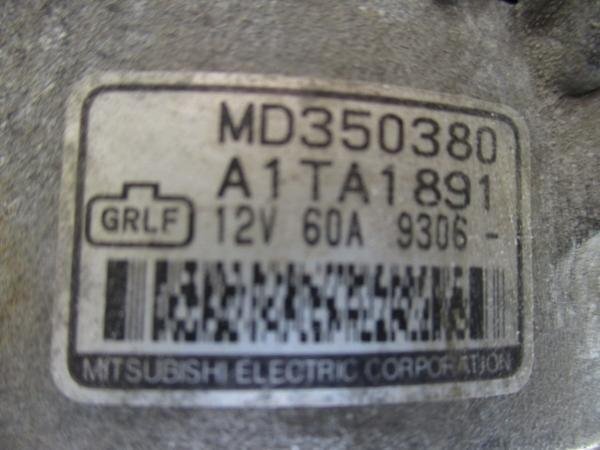 MD350380
A1TA1891
GRLF
12V 60A 9306 -
MITSUBISHI ELECTRIC CORPORATION